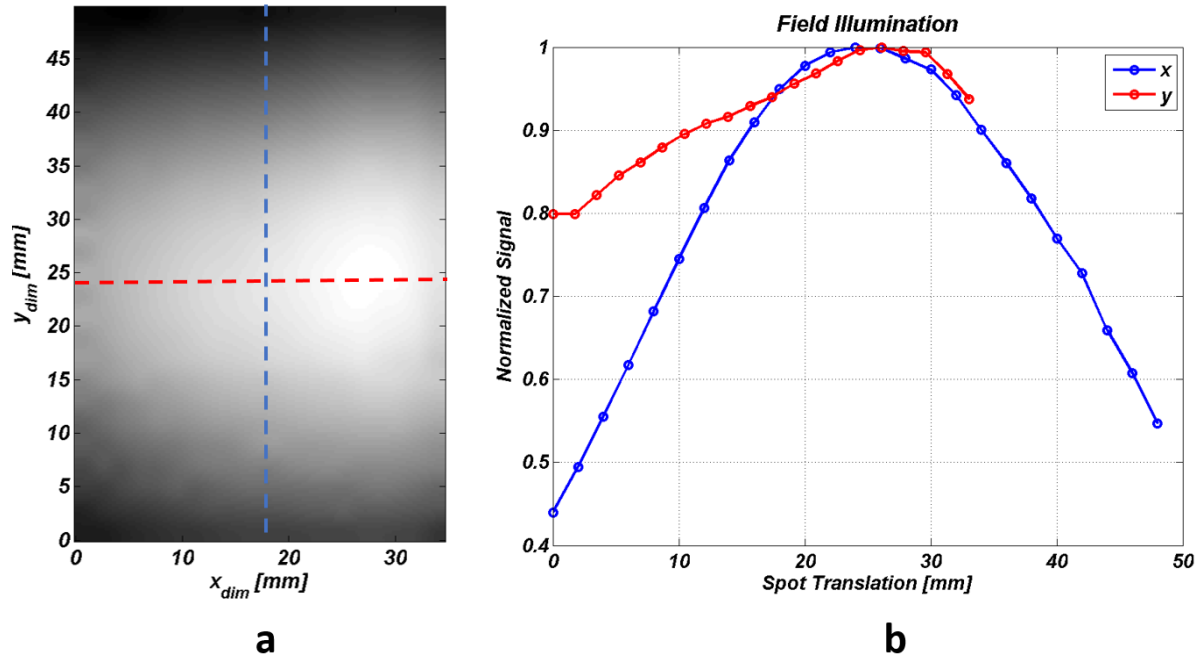 45
40
35
30
25
20
15
10
5
0
y_dim [mm]
0 10 20 30
x_dim [mm]
a
Field Illumination
1
0.9
0.8
0.7
0.6
0.5
0.4
Normalized Signal
x
y
0 10 20 30 40 50
Spot Translation [mm]
b